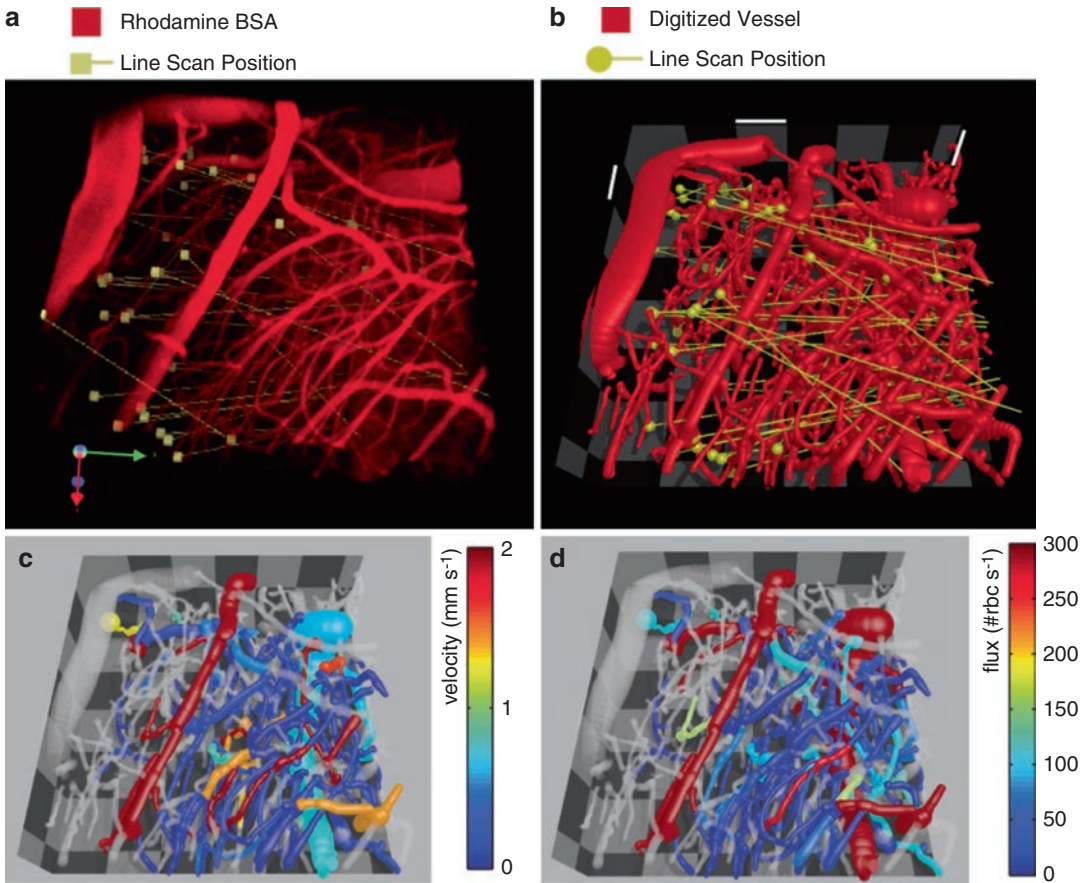 a
Rhodamine BSA
Line Scan Position
b
Digitized Vessel
Line Scan Position
c
velocity (mm s⁻¹)
2
1
0
d
flux (#rbc s⁻¹)
300
250
200
150
100
50
0